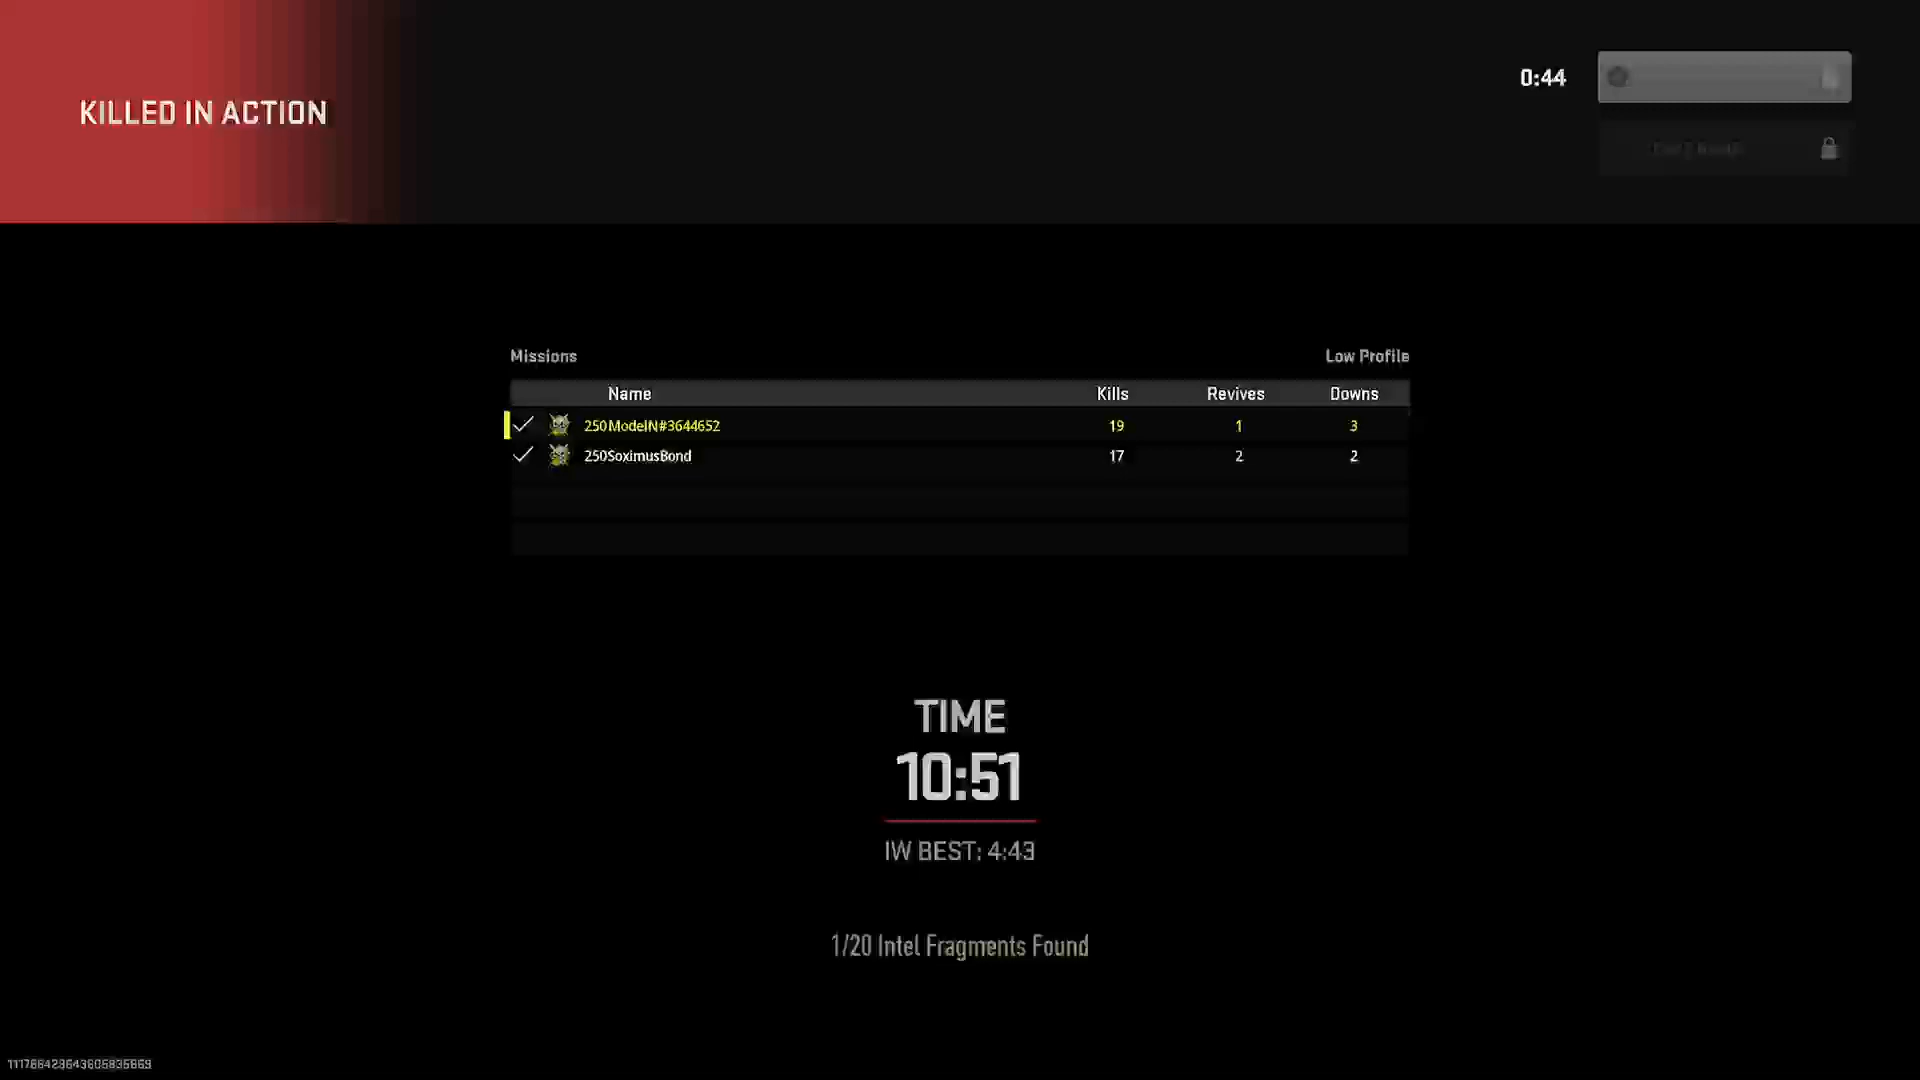 KILLED IN ACTION
0:44
Missions Low Profile
Name Kills Revives Downs
250ModelN#3644652 19 1 3
250SoximusBond 17 2 2
TIME
10:51
IW BEST: 4:43
1/20 Intel Fragments Found